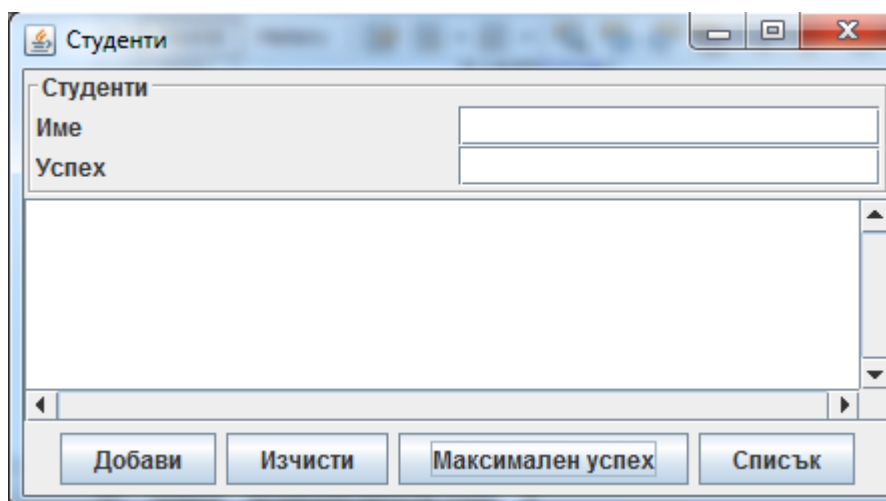 Студенти
Студенти
Име
Успех
Добави Изчисти Максимален успех Списък